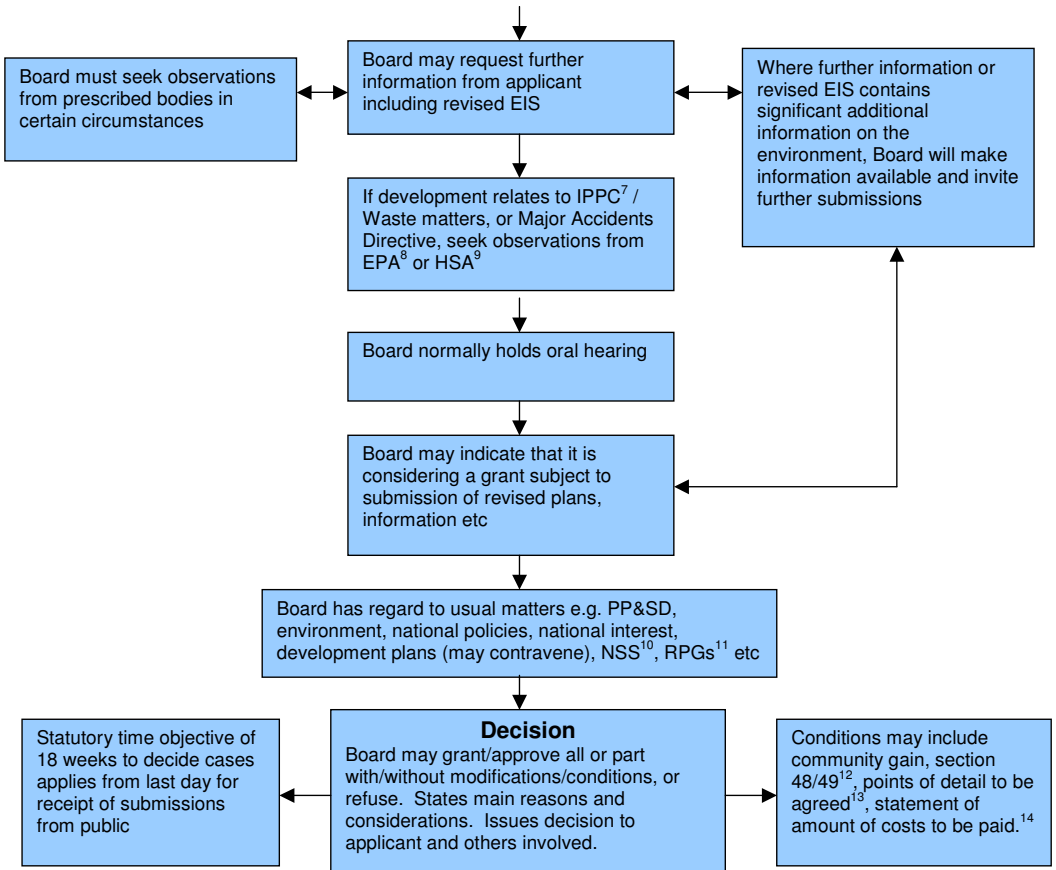 Board may request further
information from applicant
including revised EIS
Board must seek observations
from prescribed bodies in
certain circumstances
Where further information or
revised EIS contains
significant additional
information on the
environment, Board will make
information available and invite
further submissions
If development relates to IPPC⁷ /
Waste matters, or Major Accidents
Directive, seek observations from
EPA⁸ or HSA⁹
Board normally holds oral hearing
Board may indicate that it is
considering a grant subject to
submission of revised plans,
information etc
Board has regard to usual matters e.g. PP&SD,
environment, national policies, national interest,
development plans (may contravene), NSS¹⁰, RPGs¹¹ etc
Decision
Board may grant/approve all or part
with/without modifications/conditions, or
refuse. States main reasons and
considerations. Issues decision to
applicant and others involved.
Statutory time objective of
18 weeks to decide cases
applies from last day for
receipt of submissions
from public
Conditions may include
community gain, section
48/49¹², points of detail to be
agreed¹³, statement of
amount of costs to be paid.¹⁴